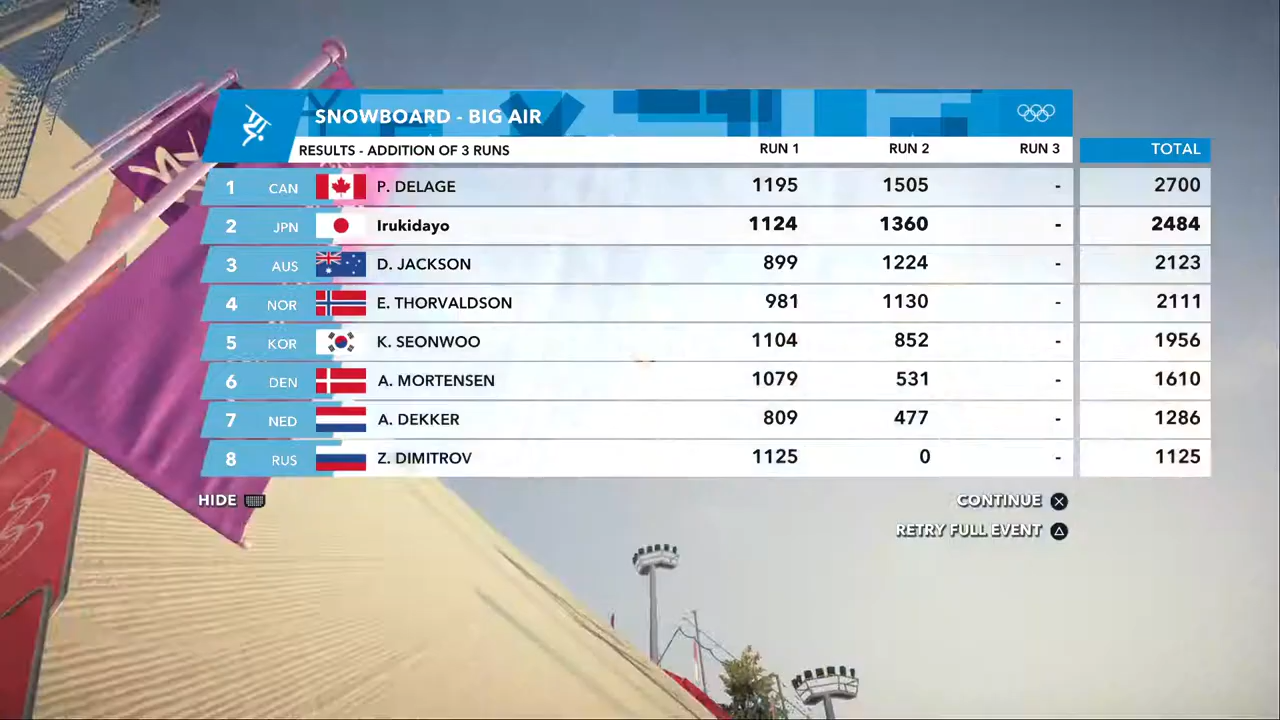 SNOWBOARD - BIG AIR
RESULTS - ADDITION OF 3 RUNS RUN 1 RUN 2 RUN 3 TOTAL
1 CAN P. DELAGE 1195 1505 - 2700
2 JPN Irukidayo 1124 1360 - 2484
3 AUS D. JACKSON 899 1224 - 2123
4 NOR E. THORVALDSON 981 1130 - 2111
5 KOR K. SEONWOO 1104 852 - 1956
6 DEN A. MORTENSEN 1079 531 - 1610
7 NED A. DEKKER 809 477 - 1286
8 RUS Z. DIMITROV 1125 0 - 1125
HIDE CONTINUE
RETRY FULL EVENT